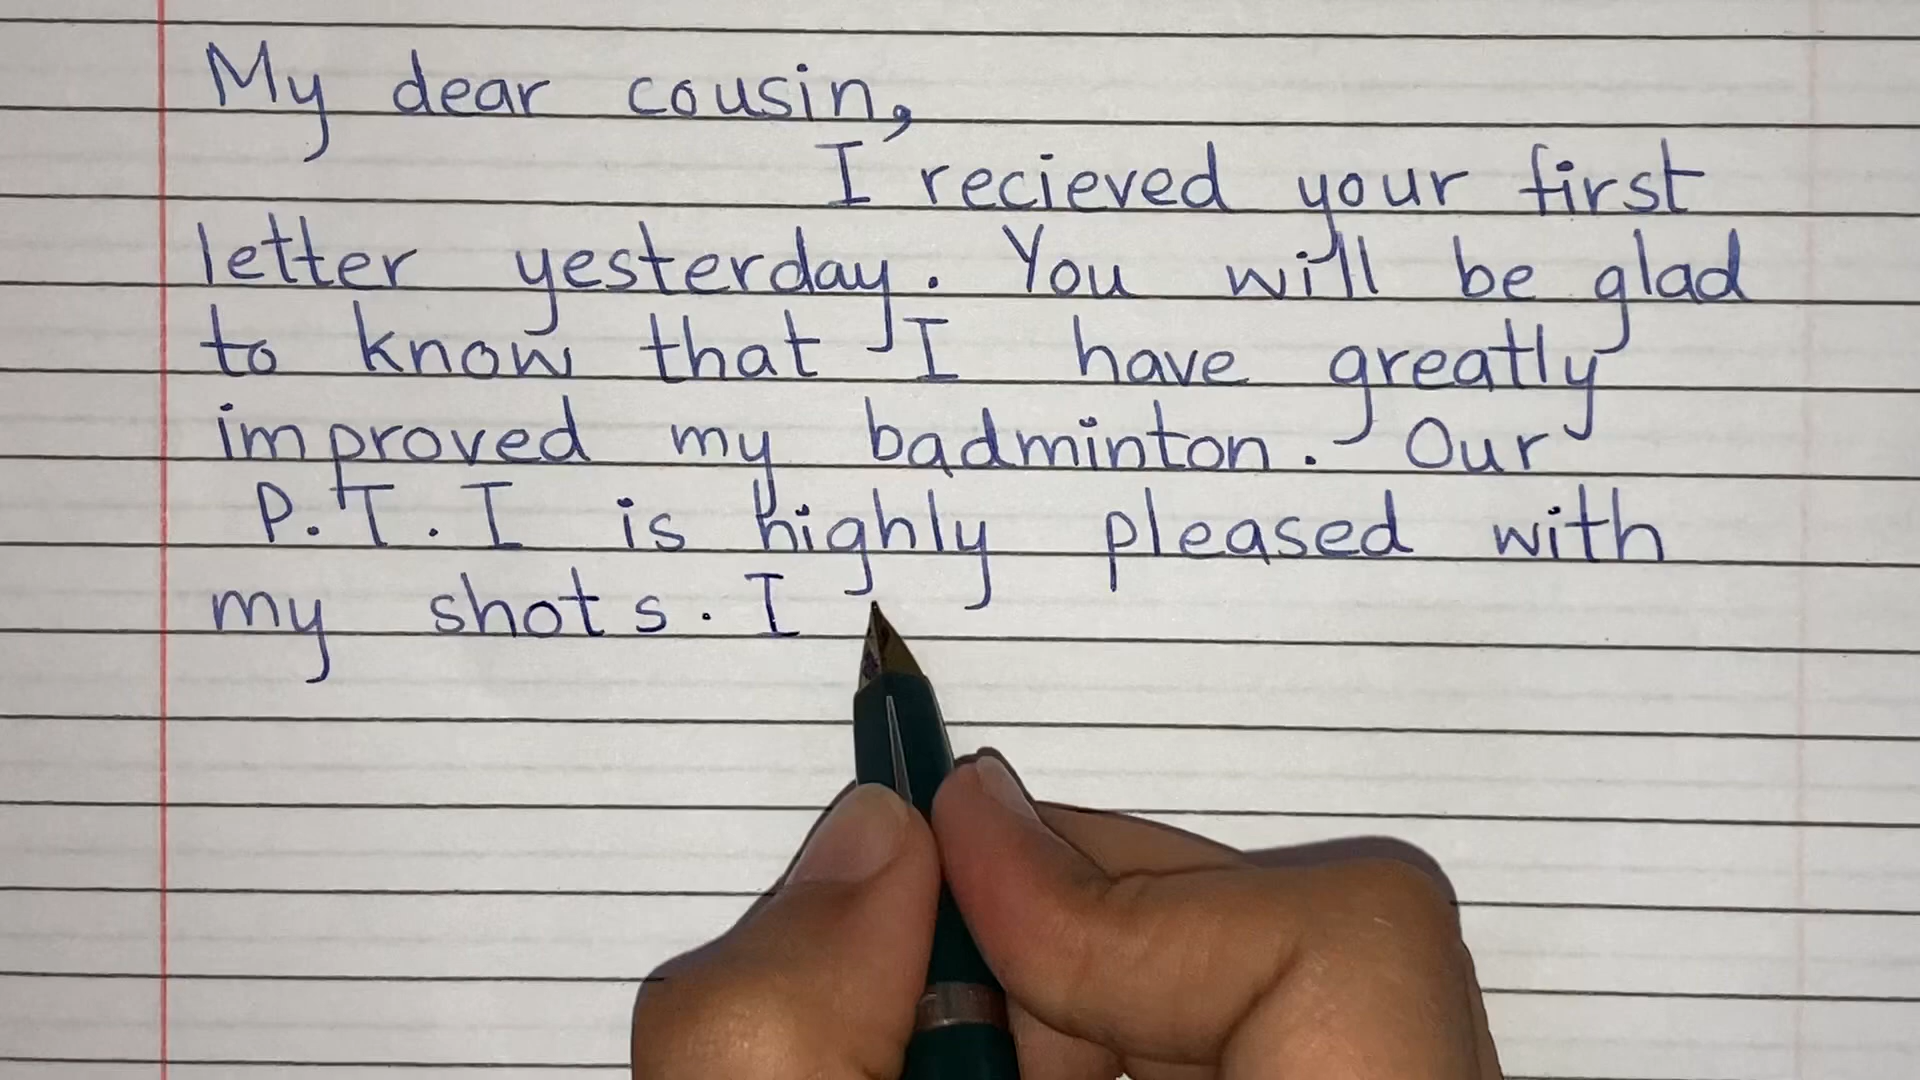 My dear cousin,
I recieved your first
letter yesterday. You will be glad
to know that I have greatly
improved my badminton. Our
P.T.I is highly pleased with
my shots. I